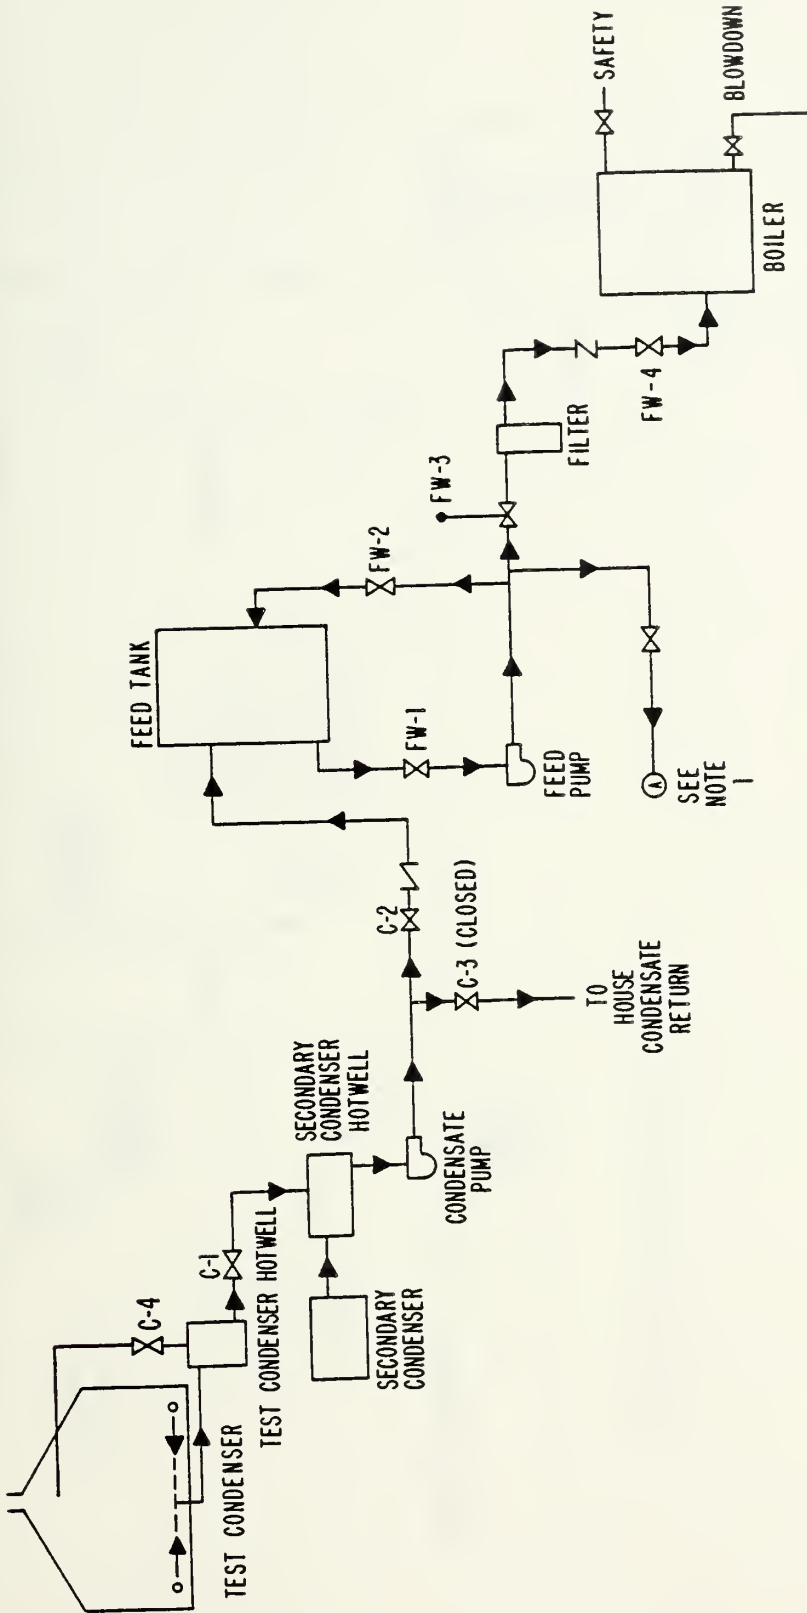 TEST CONDENSER
C-4
TEST CONDENSER HOTWELL
C-1
SECONDARY
CONDENSER
SECONDARY
CONDENSER
HOTWELL
CONDENSATE
PUMP
C-2
C-3 (CLOSED)
TO
HOUSE
CONDENSATE
RETURN
FEED TANK
FW-1
FEED
PUMP
FW-2
A
SEE
NOTE
1
FW-3
FILTER
FW-4
BOILER
SAFETY
BLOWDOWN